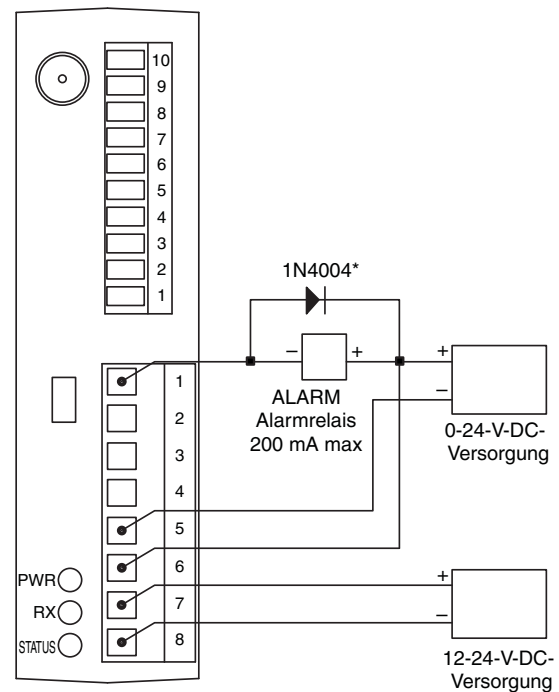 10
9
8
7
6
5
4
3
2
1
1N4004*
– +
ALARM
Alarmrelais
200 mA max
+
–
0-24-V-DC-
Versorgung
1
2
3
4
5
6
7
8
PWR
RX
STATUS
+
–
12-24-V-DC-
Versorgung